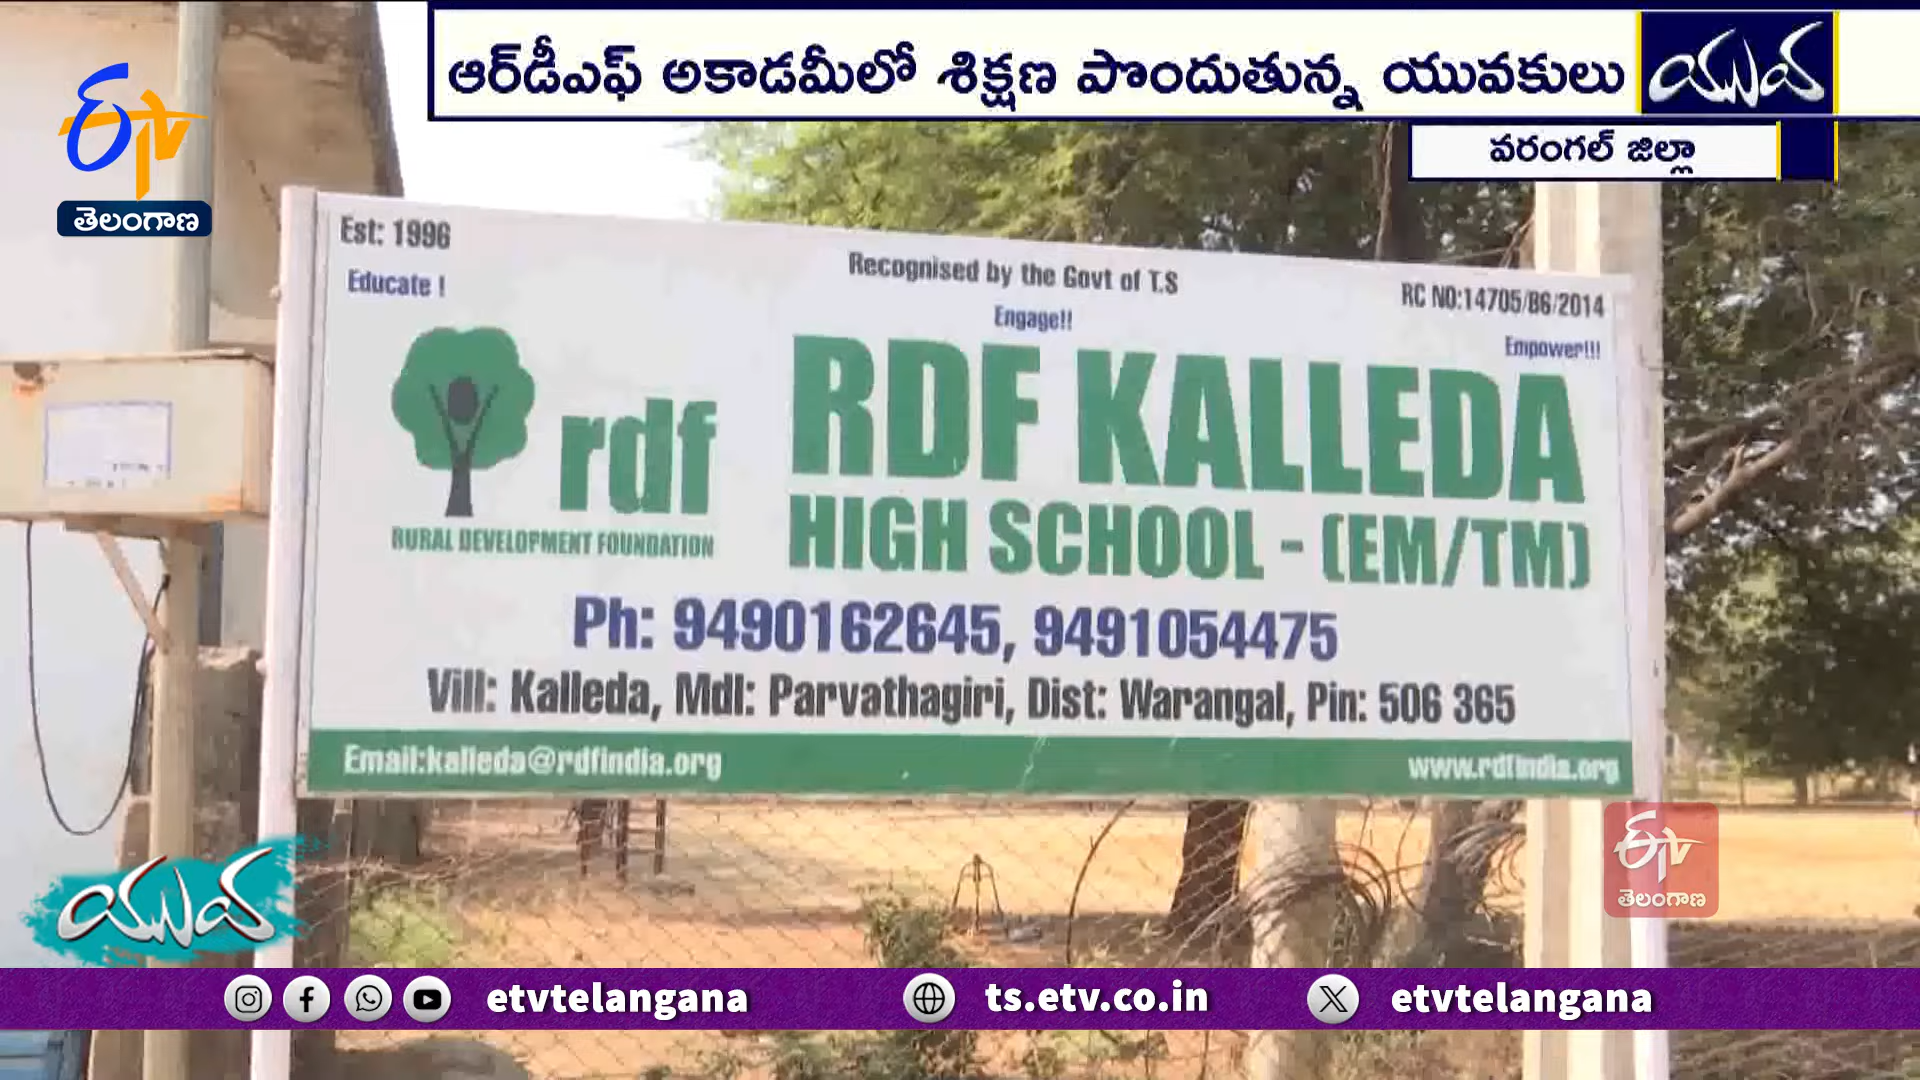 ఆర్‌డీఎఫ్ అకాడమీలో శిక్షణ పొందుతున్న యువకులు
యువ
వరంగల్ జిల్లా
ETV
తెలంగాణ
Est: 1996
Recognised by the Govt of T.S
RC NO:14705/B6/2014
Educate !
Engage!!
Empower!!!
rdf
RURAL DEVELOPMENT FOUNDATION
RDF KALLEDA
HIGH SCHOOL - (EM/TM)
Ph: 9490162645, 9491054475
Vill: Kalleda, Mdl: Parvathagiri, Dist: Warangal, Pin: 506 365
Email:kalleda@rdfindia.org
www.rdfindia.org
ETV
తెలంగాణ
యువ
etvtelangana
ts.etv.co.in
etvtelangana